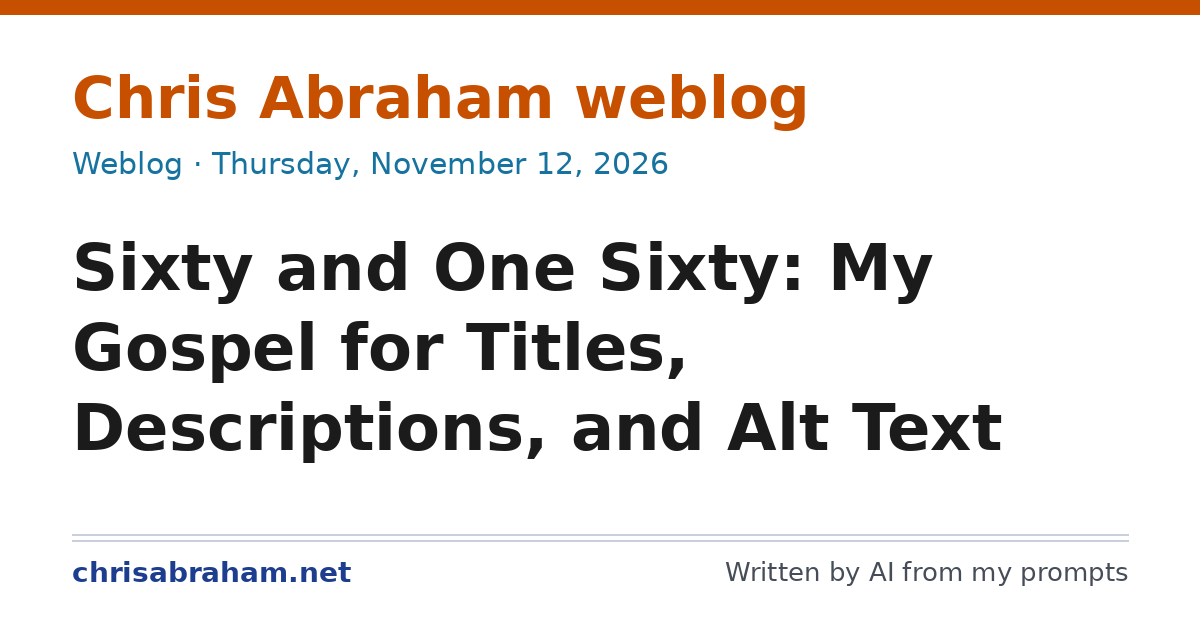 Chris Abraham weblog
Weblog · Thursday, November 12, 2026
Sixty and One Sixty: My
Gospel for Titles,
Descriptions, and Alt Text
chrisabraham.net
Written by AI from my prompts